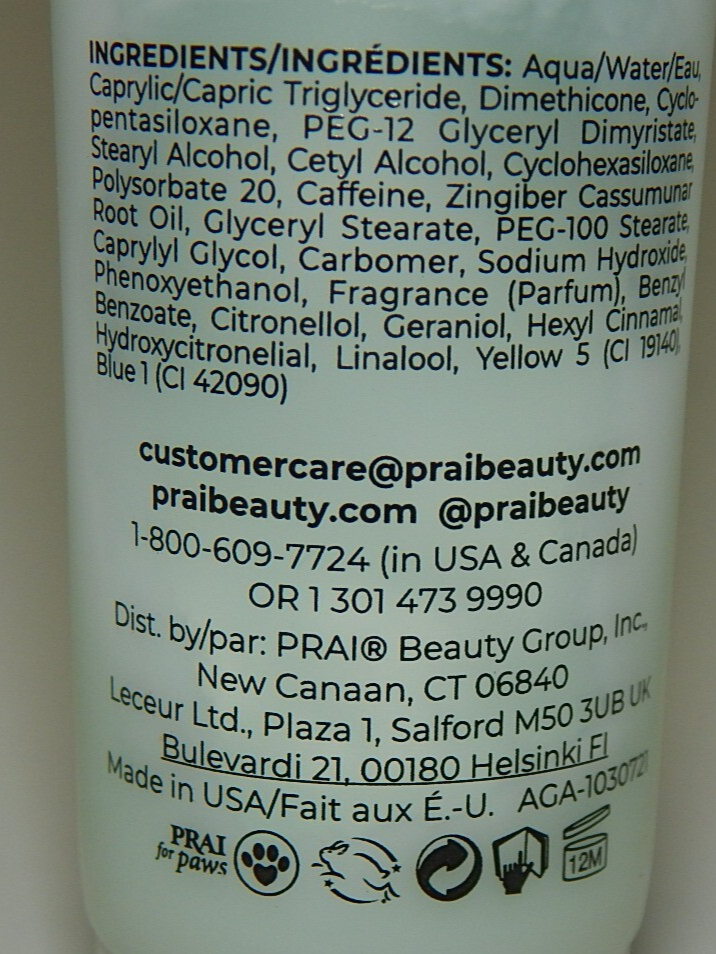 INGREDIENTS/INGRÉDIENTS: Aqua/Water/Eau,
Caprylic/Capric Triglyceride, Dimethicone, Cyclo-
pentasiloxane, PEG-12 Glyceryl Dimyristate,
Stearyl Alcohol, Cetyl Alcohol, Cyclohexasiloxane,
Polysorbate 20, Caffeine, Zingiber Cassumunar
Root Oil, Glyceryl Stearate, PEG-100 Stearate,
Caprylyl Glycol, Carbomer, Sodium Hydroxide,
Phenoxyethanol, Fragrance (Parfum), Benzyl
Benzoate, Citronellol, Geraniol, Hexyl Cinnamal,
Hydroxycitronelial, Linalool, Yellow 5 (CI 19140),
Blue 1 (CI 42090)
customercare@praibeauty.com
praibeauty.com @praibeauty
1-800-609-7724 (in USA & Canada)
OR 1 301 473 9990
Dist. by/par: PRAI® Beauty Group, Inc.,
New Canaan, CT 06840
Leceur Ltd., Plaza 1, Salford M50 3UB UK
Bulevardi 21, 00180 Helsinki FI
Made in USA/Fait aux É.-U. AGA-1030721
PRAI
for paws
12M